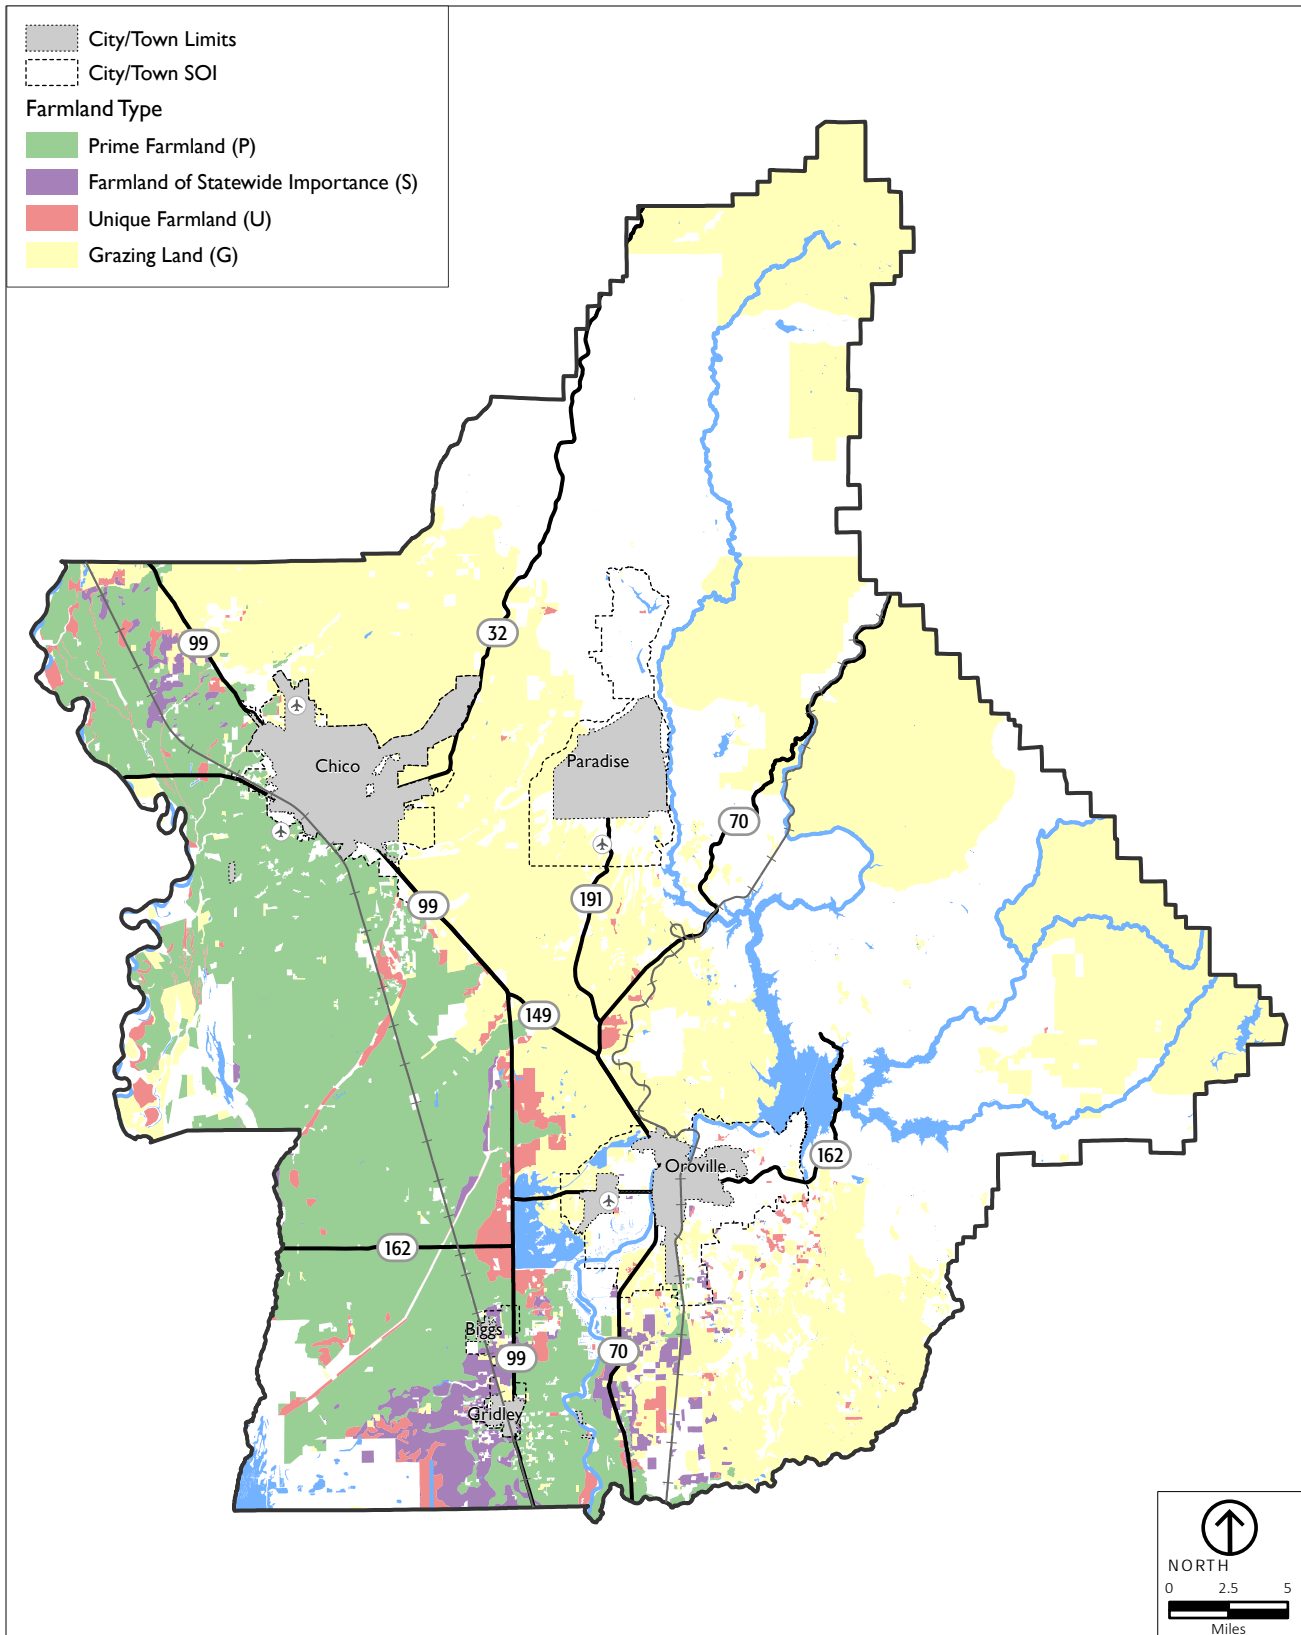 City/Town Limits
City/Town SOI
Farmland Type
Prime Farmland (P)
Farmland of Statewide Importance (S)
Unique Farmland (U)
Grazing Land (G)
99
32
Chico
Paradise
70
99
191
149
162
Oroville
162
Biggs
99
70
Gridley
NORTH
0 2.5 5
Miles